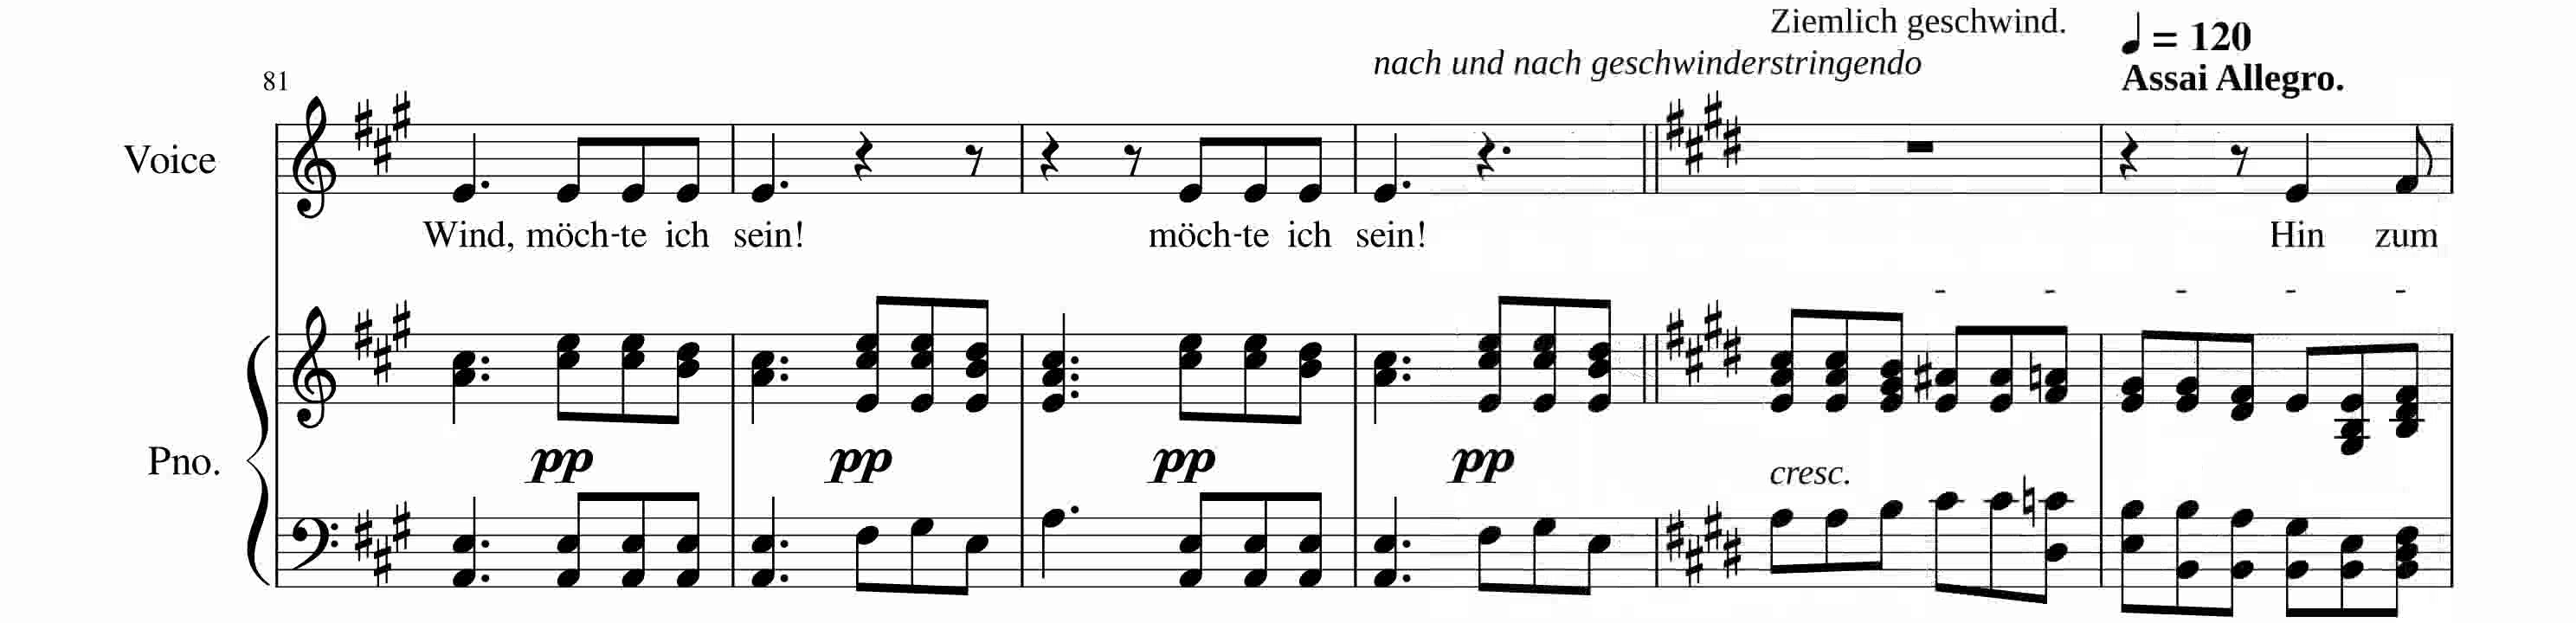 Ziemlich geschwind.
nach und nach geschwinderstringendo
♩ = 120
Assai Allegro.
81
Voice
Wind, möch-te ich sein! möch-te ich sein! Hin zum
- - - - -
Pno.
pp pp pp pp
cresc.